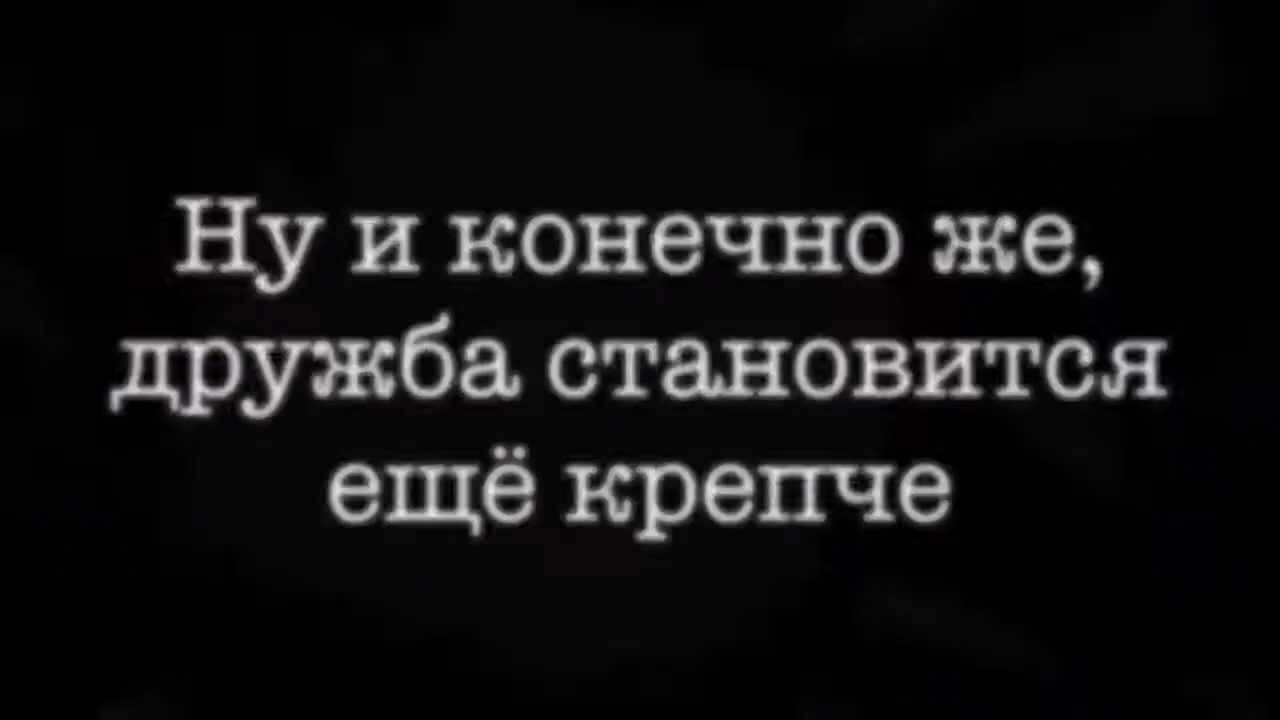 Ну и конечно же,
дружба становится
ещё крепче